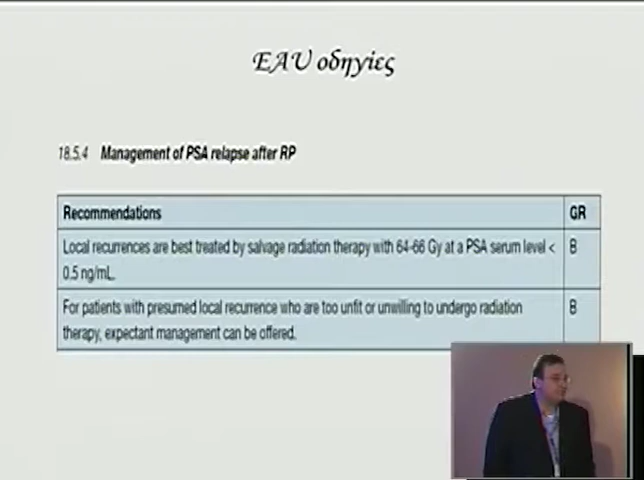 EAU οδηγίες
18.5.4 Management of PSA relapse after RP
Recommendations GR
Local recurrences are best treated by salvage radiation therapy with 64-66 Gy at a PSA serum level < B
0.5 ng/mL.
For patients with presumed local recurrence who are too unfit or unwilling to undergo radiation B
therapy, expectant management can be offered.